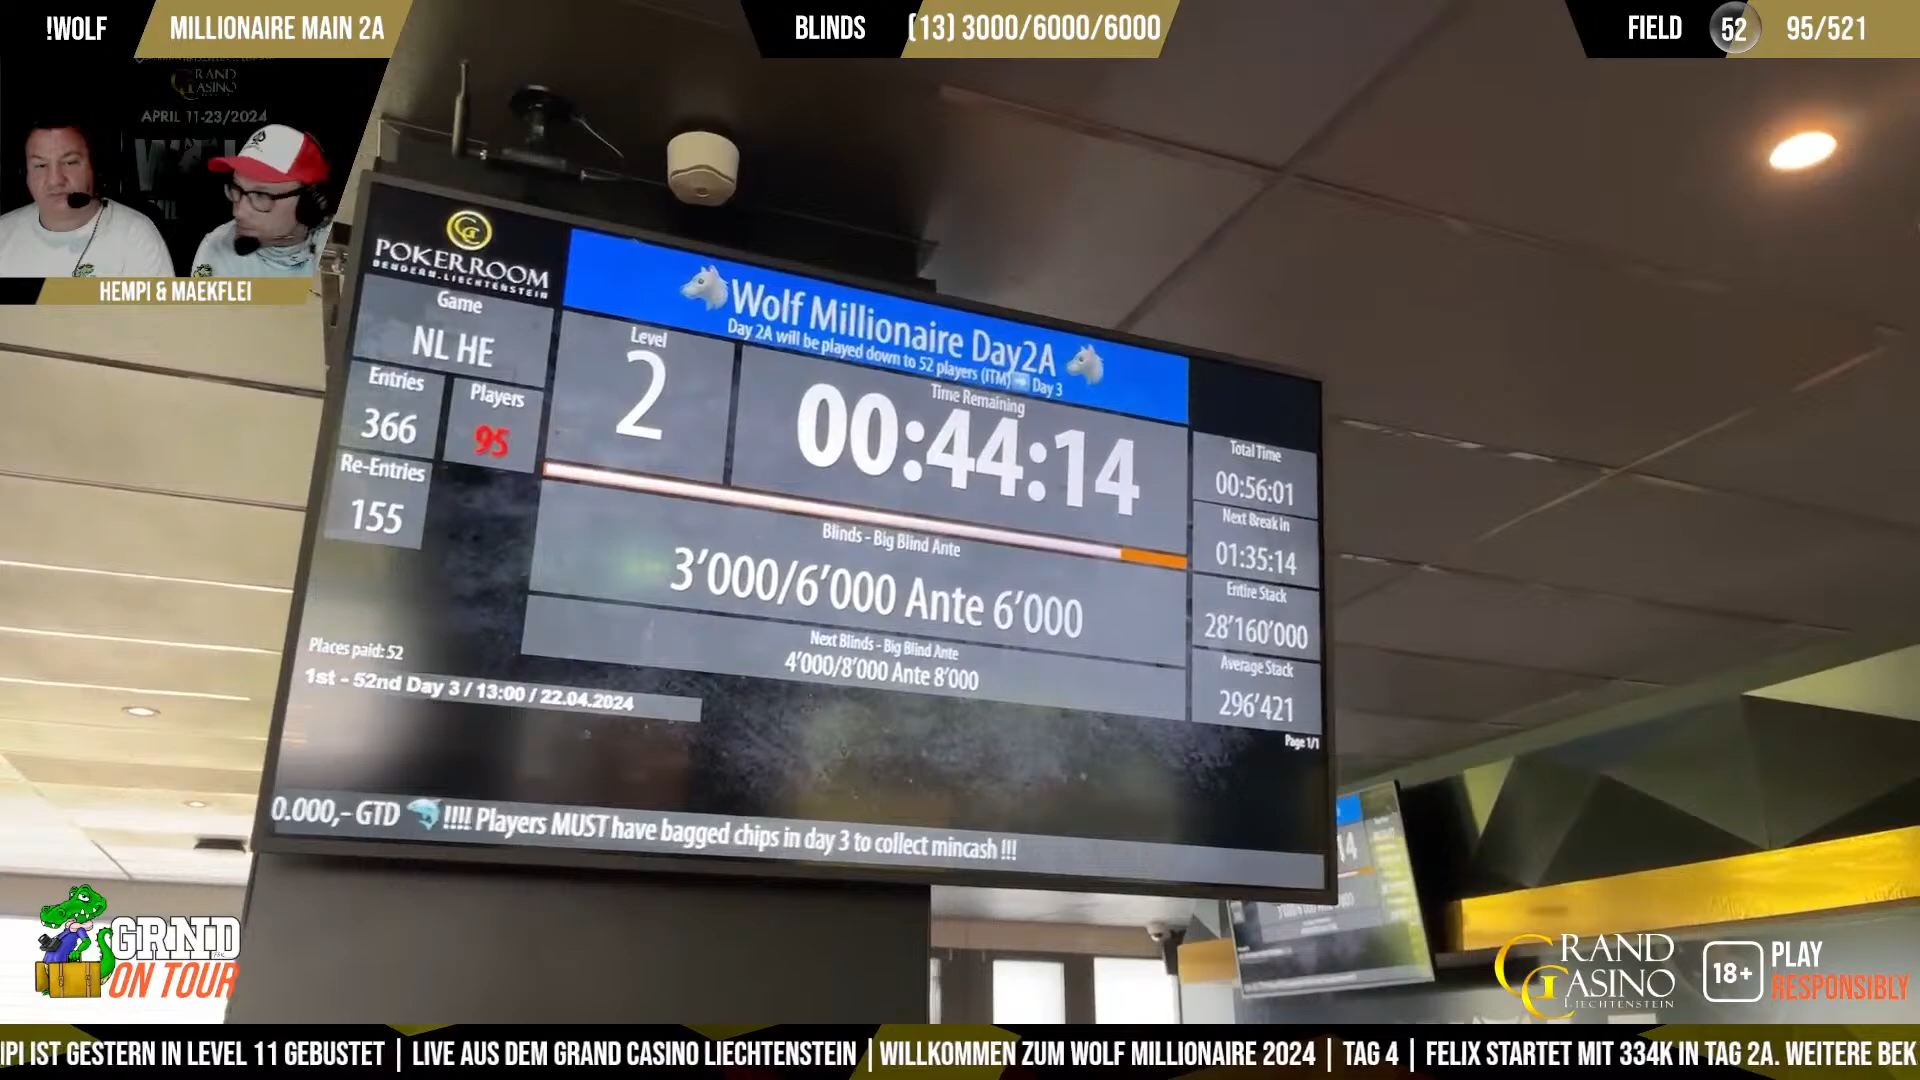 !WOLF
MILLIONAIRE MAIN 2A
BLINDS
(13) 3000/6000/6000
FIELD
52
95/521
GRAND
CASINO
APRIL 11-23/2024
HEMPI & MAEKFLEI
POKERROOM
BENDERN.LIECHTENSTEIN
Wolf Millionaire Day2A
Day 2A will be played down to 52 players (ITM) Day 3
Game
NL HE
Level
2
Time Remaining
00:44:14
Entries
366
Players
95
Re-Entries
155
Total Time
00:56:01
Next Break in
01:35:14
Entire Stack
28'160'000
Average Stack
296'421
Blinds - Big Blind Ante
3'000/6'000 Ante 6'000
Next Blinds - Big Blind Ante
4'000/8'000 Ante 8'000
Places paid: 52
1st - 52nd Day 3 / 13:00 / 22.04.2024
Page 1/1
0.000,- GTD !!!! Players MUST have bagged chips in day 3 to collect mincash !!!
14
GRND
ON TOUR
GRAND
CASINO
LIECHTENSTEIN
18+
PLAY
RESPONSIBLY
IPI IST GESTERN IN LEVEL 11 GEBUSTET | LIVE AUS DEM GRAND CASINO LIECHTENSTEIN | WILLKOMMEN ZUM WOLF MILLIONAIRE 2024 | TAG 4 | FELIX STARTET MIT 334K IN TAG 2A. WEITERE BEK